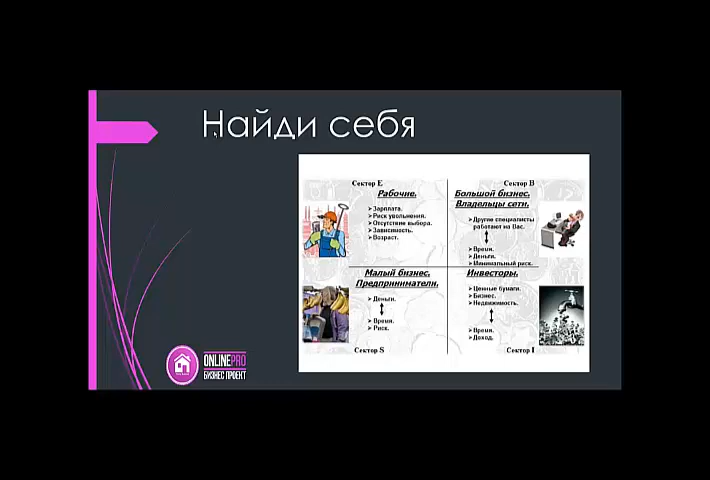 Найди себя
Сектор E
Рабочие.
Зарплата.
Риск увольнения.
Отсутствие выбора.
Зависимость.
Возраст.
Сектор B
Большой бизнес.
Владельцы сети.
Другие специалисты
работают на Вас.
Время.
Деньги.
Минимальный риск.
Малый бизнес.
Предприниматели.
Деньги.
Время.
Риск.
Сектор S
Инвесторы.
Ценные бумаги.
Бизнес.
Недвижимость.
Время.
Доход.
Сектор I
ONLINEPRO
БИЗНЕС ПРОЕКТ